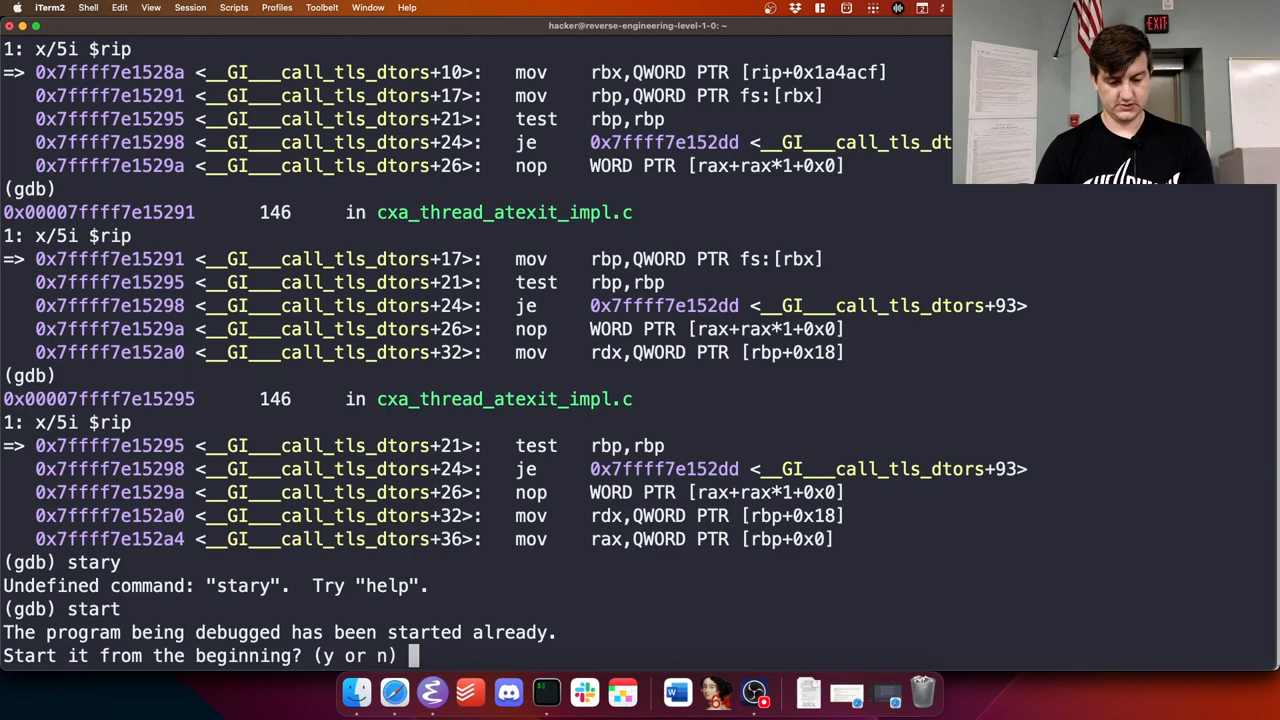 iTerm2 Shell Edit View Session Scripts Profiles Toolbelt Window Help
hacker@reverse-engineering-level-1-0: ~
EXIT
1: x/5i $rip
=> 0x7ffff7e1528a <__GI___call_tls_dtors+10>: mov rbx,QWORD PTR [rip+0x1a4acf]
0x7ffff7e15291 <__GI___call_tls_dtors+17>: mov rbp,QWORD PTR fs:[rbx]
0x7ffff7e15295 <__GI___call_tls_dtors+21>: test rbp,rbp
0x7ffff7e15298 <__GI___call_tls_dtors+24>: je 0x7ffff7e152dd <__GI___call_tls_dt
0x7ffff7e1529a <__GI___call_tls_dtors+26>: nop WORD PTR [rax+rax*1+0x0]
(gdb)
0x00007ffff7e15291 146 in cxa_thread_atexit_impl.c
1: x/5i $rip
=> 0x7ffff7e15291 <__GI___call_tls_dtors+17>: mov rbp,QWORD PTR fs:[rbx]
0x7ffff7e15295 <__GI___call_tls_dtors+21>: test rbp,rbp
0x7ffff7e15298 <__GI___call_tls_dtors+24>: je 0x7ffff7e152dd <__GI___call_tls_dtors+93>
0x7ffff7e1529a <__GI___call_tls_dtors+26>: nop WORD PTR [rax+rax*1+0x0]
0x7ffff7e152a0 <__GI___call_tls_dtors+32>: mov rdx,QWORD PTR [rbp+0x18]
(gdb)
0x00007ffff7e15295 146 in cxa_thread_atexit_impl.c
1: x/5i $rip
=> 0x7ffff7e15295 <__GI___call_tls_dtors+21>: test rbp,rbp
0x7ffff7e15298 <__GI___call_tls_dtors+24>: je 0x7ffff7e152dd <__GI___call_tls_dtors+93>
0x7ffff7e1529a <__GI___call_tls_dtors+26>: nop WORD PTR [rax+rax*1+0x0]
0x7ffff7e152a0 <__GI___call_tls_dtors+32>: mov rdx,QWORD PTR [rbp+0x18]
0x7ffff7e152a4 <__GI___call_tls_dtors+36>: mov rax,QWORD PTR [rbp+0x0]
(gdb) stary
Undefined command: "stary". Try "help".
(gdb) start
The program being debugged has been started already.
Start it from the beginning? (y or n)